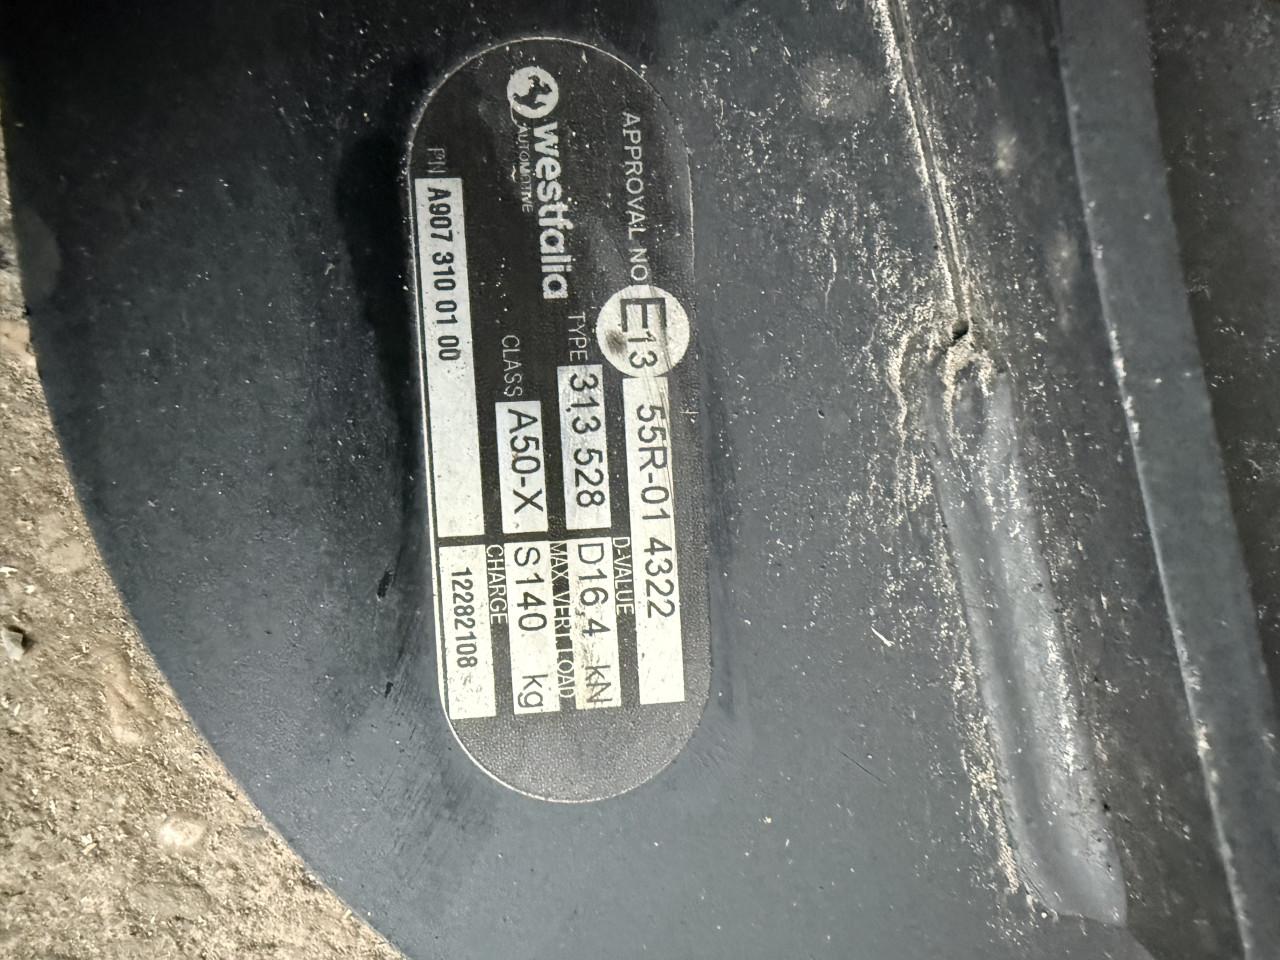 APPROVAL NO E13 55R-01 4322
westfalia
AUTOMOTIVE
TYPE 313 528
D-VALUE
D16,4 kN
CLASS A50-X
MAX VERT LOAD
S140 kg
PN A907 310 01 00
CHARGE
12282108